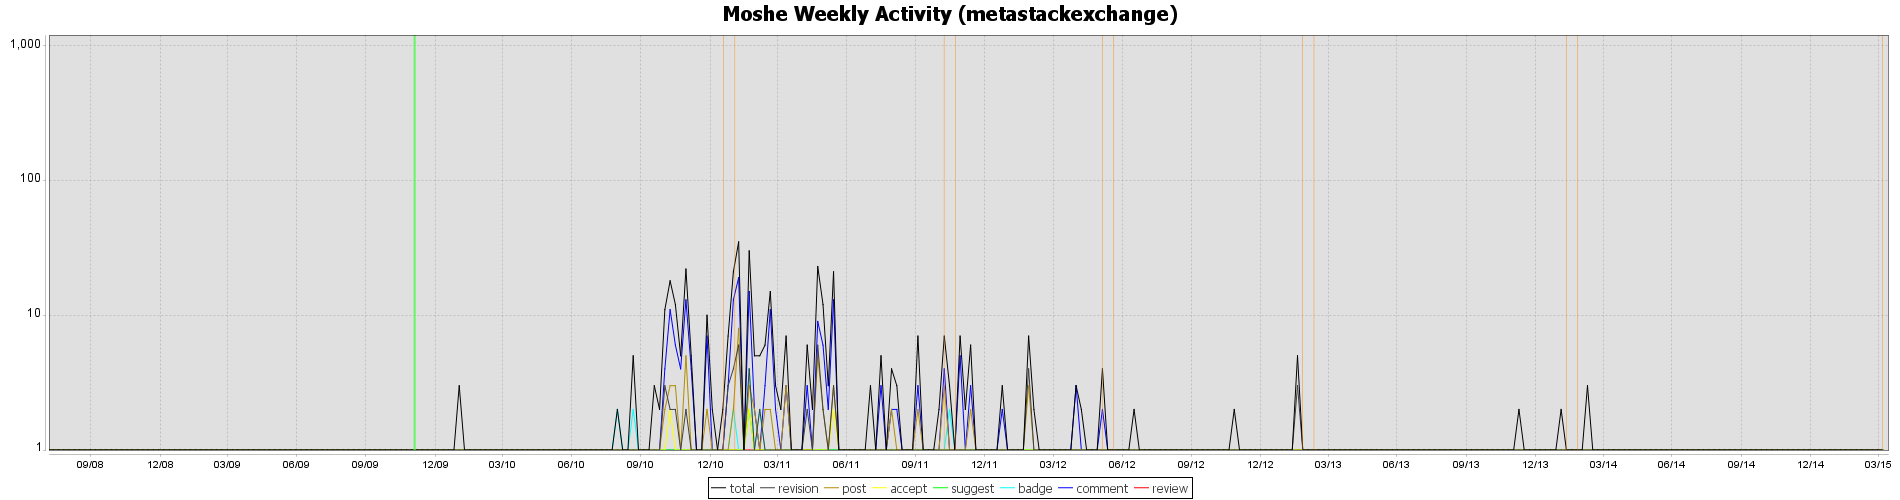 Moshe Weekly Activity (metastackexchange)
1,000
100
10
1
09/08 12/08 03/09 06/09 09/09 12/09 03/10 06/10 09/10 12/10 03/11 06/11 09/11 12/11 03/12 06/12 09/12 12/12 03/13 06/13 09/13 12/13 03/14 06/14 09/14 12/14 03/15
total revision post accept suggest badge comment review